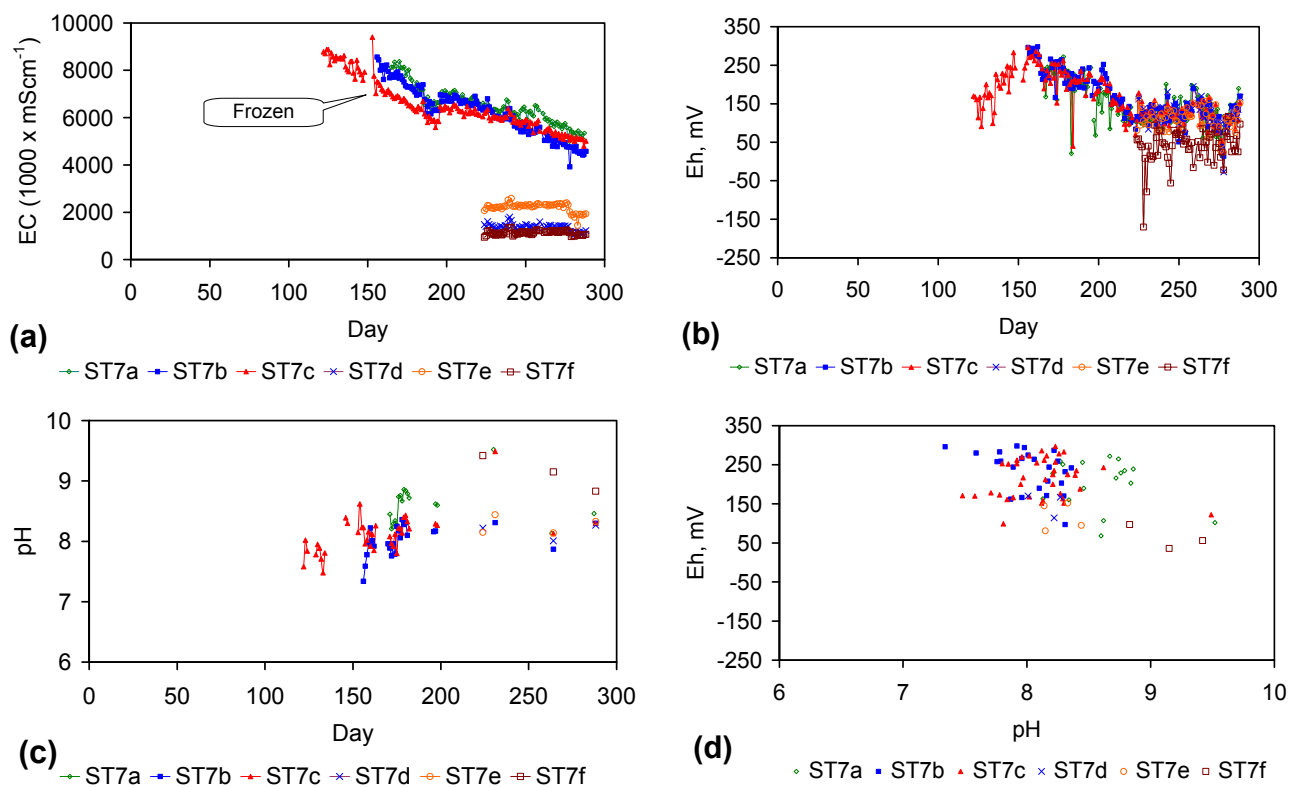 10000
8000
6000
4000
2000
0
EC (1000 x mScm⁻¹)
Frozen
0 50 100 150 200 250 300
Day
(a)
ST7a ST7b ST7c ST7d ST7e ST7f
350
250
150
50
-50
-150
-250
Eh, mV
0 50 100 150 200 250 300
Day
(b)
ST7a ST7b ST7c ST7d ST7e ST7f
10
9
8
7
6
pH
0 50 100 150 200 250 300
Day
(c)
ST7a ST7b ST7c ST7d ST7e ST7f
350
250
150
50
-50
-150
-250
Eh, mV
6 7 8 9 10
pH
(d)
ST7a ST7b ST7c ST7d ST7e ST7f